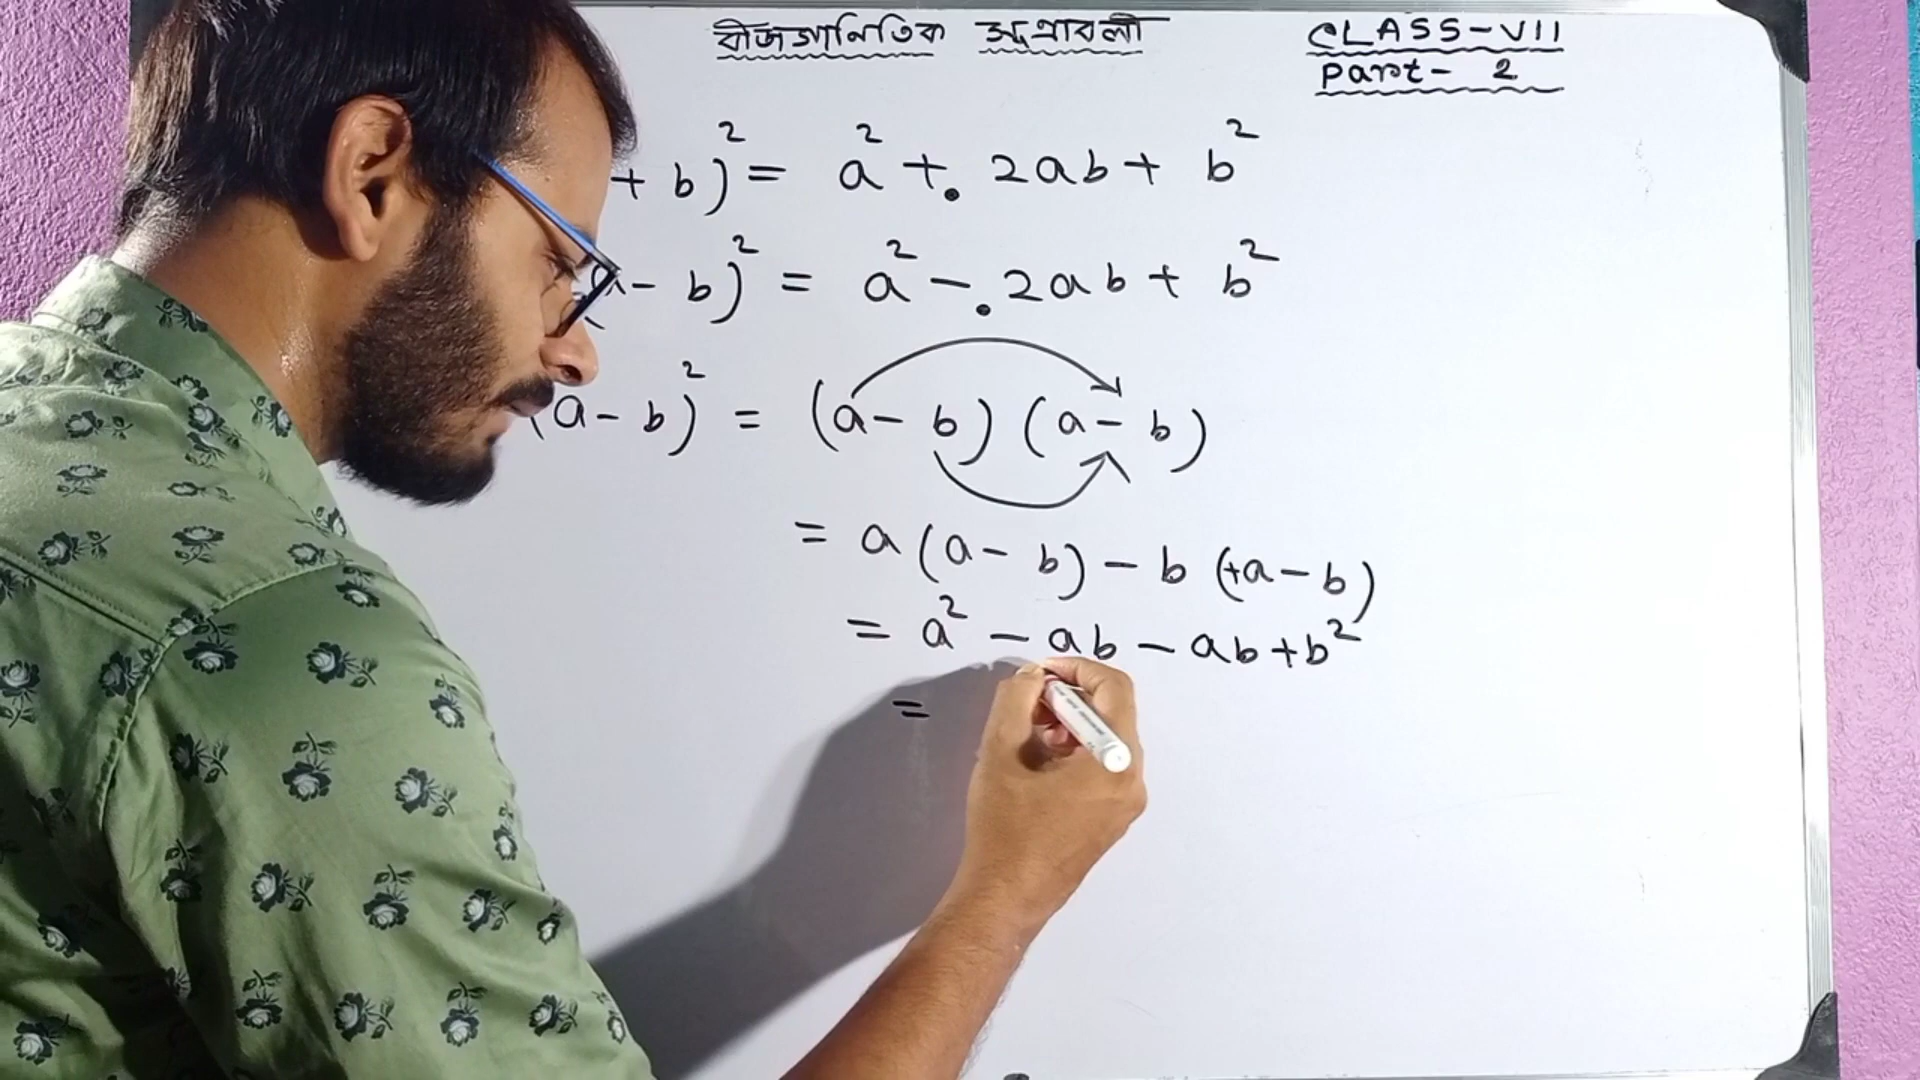 বীজগানিতিক সূত্রাবলী
CLASS-VII
Part- 2
+ b)² = a² + . 2ab + b²
(a - b)² = a² - . 2ab + b²
(a - b)² = (a - b) (a - b)
= a (a - b) - b (+a - b)
= a² - ab - ab + b²
=